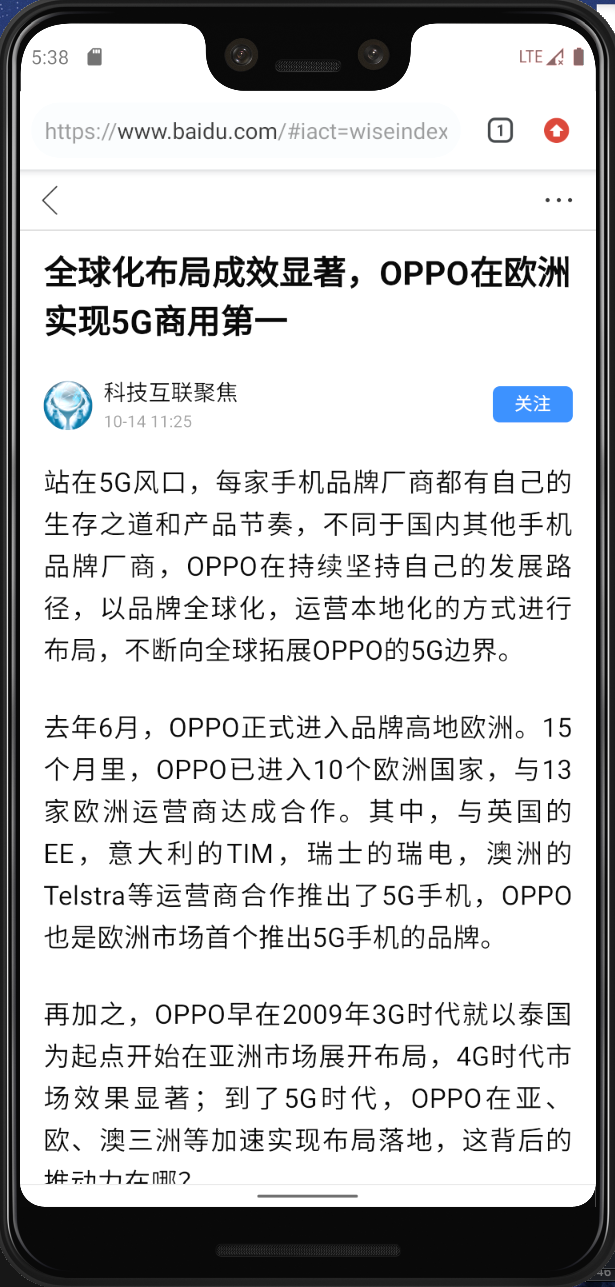 5:38
LTE
https://www.baidu.com/#iact=wiseindex
1
全球化布局成效显著，OPPO在欧洲
实现5G商用第一
科技互联聚焦
10-14 11:25
关注
站在5G风口，每家手机品牌厂商都有自己的
生存之道和产品节奏，不同于国内其他手机
品牌厂商，OPPO在持续坚持自己的发展路
径，以品牌全球化，运营本地化的方式进行
布局，不断向全球拓展OPPO的5G边界。
去年6月，OPPO正式进入品牌高地欧洲。15
个月里，OPPO已进入10个欧洲国家，与13
家欧洲运营商达成合作。其中，与英国的
EE，意大利的TIM，瑞士的瑞电，澳洲的
Telstra等运营商合作推出了5G手机，OPPO
也是欧洲市场首个推出5G手机的品牌。
再加之，OPPO早在2009年3G时代就以泰国
为起点开始在亚洲市场展开布局，4G时代市
场效果显著；到了5G时代，OPPO在亚、
欧、澳三洲等加速实现布局落地，这背后的
推动力在哪？